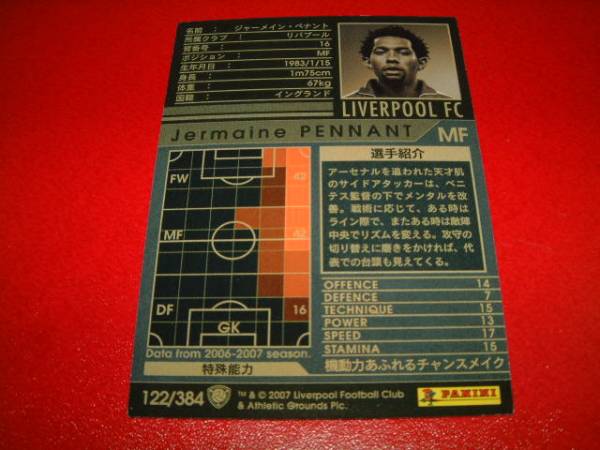 名前 : ジャーメイン・ペナント
所属クラブ : リバプール
背番号 : 16
ポジション : MF
生年月日 : 1983/1/15
身長 : 1m75cm
体重 : 67kg
国籍 : イングランド
LIVERPOOL FC
Jermaine PENNANT MF
FW 42
MF 42
DF 16
GK
Data from 2006-2007 season.
選手紹介
アーセナルを追われた天才肌
のサイドアタッカーは、ベニ
テス監督の下でメンタルを改
善。戦術に応じて、ある時は
ライン際で、またある時は敵陣
中央でリズムを変える。攻守の
切り替えに磨きをかければ、代
表での台頭も見えてくる。
OFFENCE 14
DEFENCE 7
TECHNIQUE 15
POWER 13
SPEED 17
STAMINA 15
特殊能力 機動力あふれるチャンスメイク
122/384
™ & © 2007 Liverpool Football Club
& Athletic Grounds Plc.
PANINI